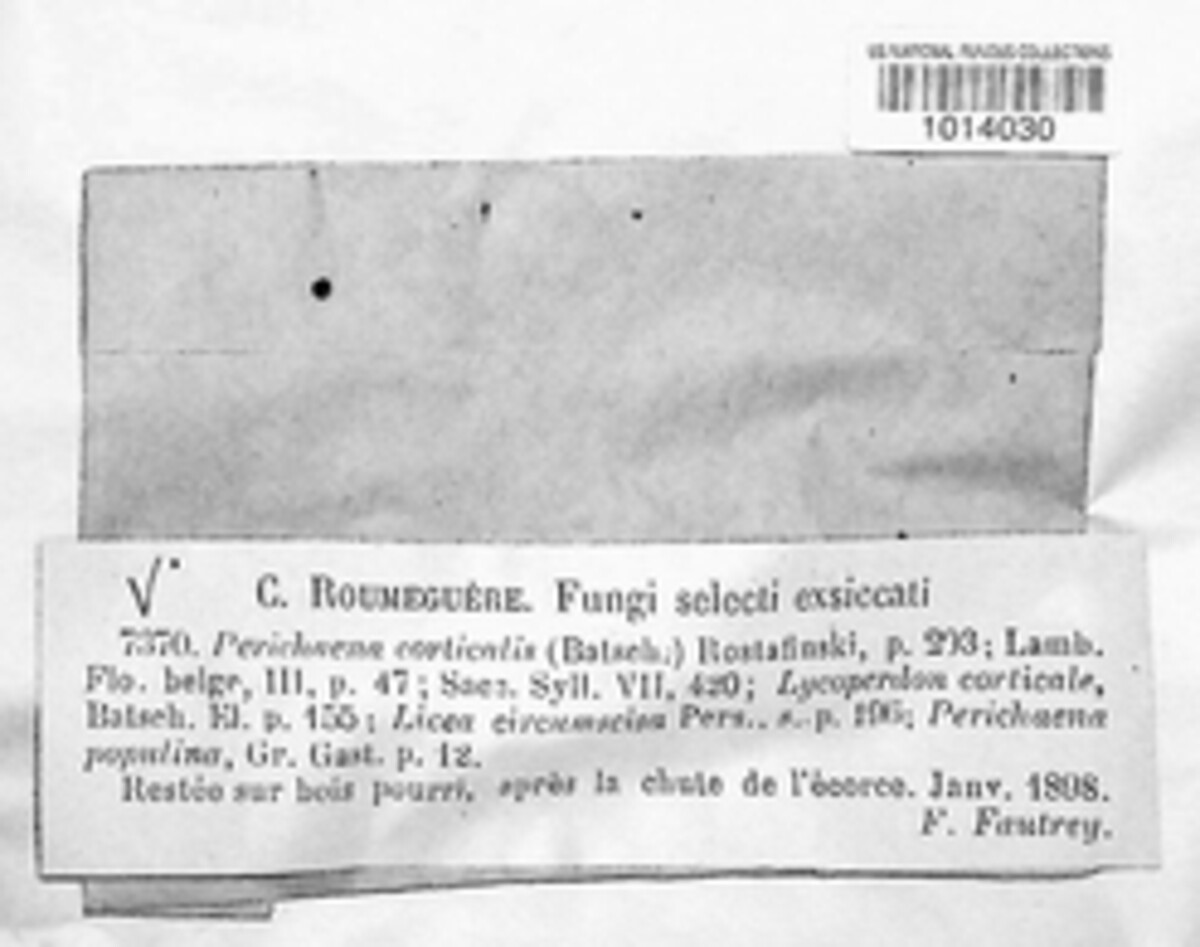 US NATIONAL FUNGUS COLLECTIONS
1014030
√.
C. ROUMEGUÈRE. Fungi selecti exsiccati
7370. Perichaena corticalis (Batsch.) Rostafinski, p. 293; Lamb.
Flo. belge, III, p. 47; Sacc. Syll. VII, 420; Lycoperdon corticale,
Batsch. El. p. 155; Licea circumscissa Pers., s. p. 196; Perichaena
populina, Gr. Gast. p. 12.
Restée sur bois pourri, après la chute de l'écorce. Janv. 1898.
F. Fautrey.